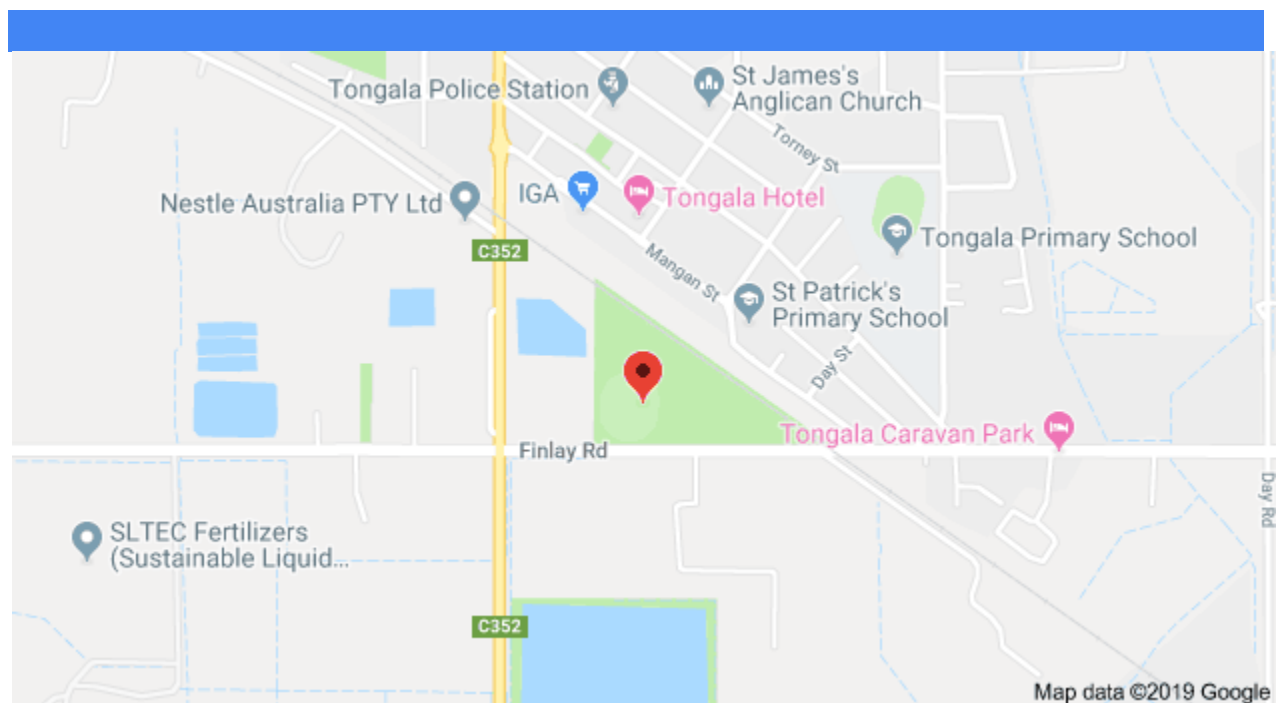 Tongala Police Station
St James's
Anglican Church
Torney St
Nestle Australia PTY Ltd
IGA
Tongala Hotel
C352
Tongala Primary School
Mangan St
St Patrick's
Primary School
Day St
Tongala Caravan Park
Finlay Rd
Day Rd
SLTEC Fertilizers
(Sustainable Liquid...
C352
Map data ©2019 Google